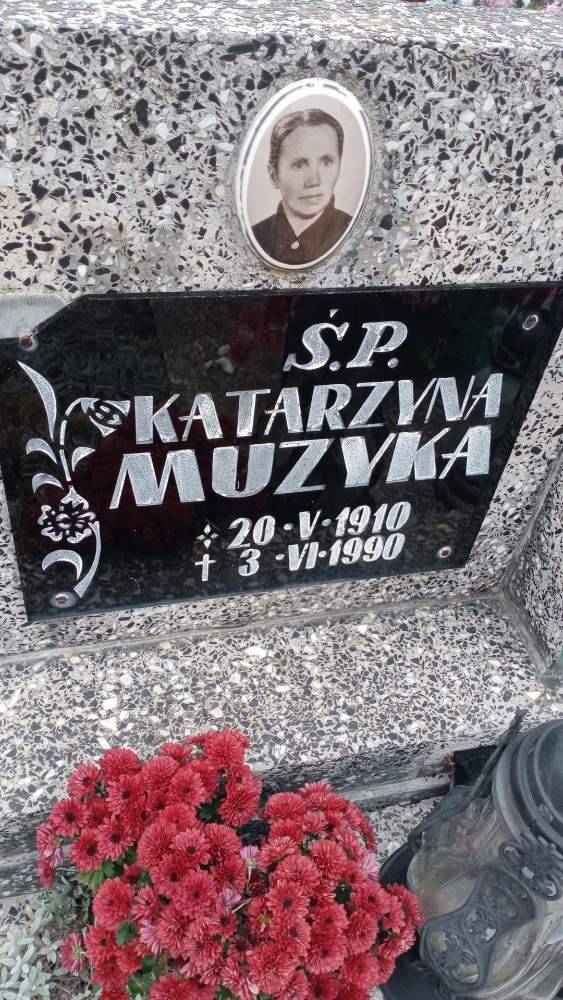 Ś.P.
KATARZYNA
MUZYKA
20·V·1910
3·VI·1990